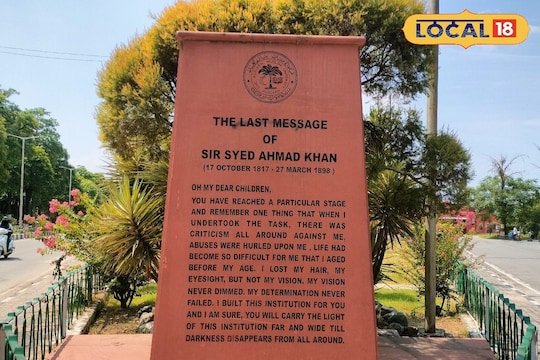 LOCAL 18
THE LAST MESSAGE
OF
SIR SYED AHMAD KHAN
(17 OCTOBER 1817 - 27 MARCH 1898)
OH MY DEAR CHILDREN,
YOU HAVE REACHED A PARTICULAR STAGE
AND REMEMBER ONE THING THAT WHEN I
UNDERTOOK THE TASK, THERE WAS
CRITICISM ALL AROUND AGAINST ME,
ABUSES WERE HURLED UPON ME , LIFE HAD
BECOME SO DIFFICULT FOR ME THAT I AGED
BEFORE MY AGE. I LOST MY HAIR, MY
EYESIGHT, BUT NOT MY VISION. MY VISION
NEVER DIMMED, MY DETERMINATION NEVER
FAILED. I BUILT THIS INSTITUTION FOR YOU
AND I AM SURE, YOU WILL CARRY THE LIGHT
OF THIS INSTITUTION FAR AND WIDE TILL
DARKNESS DISAPPEARS FROM ALL AROUND.